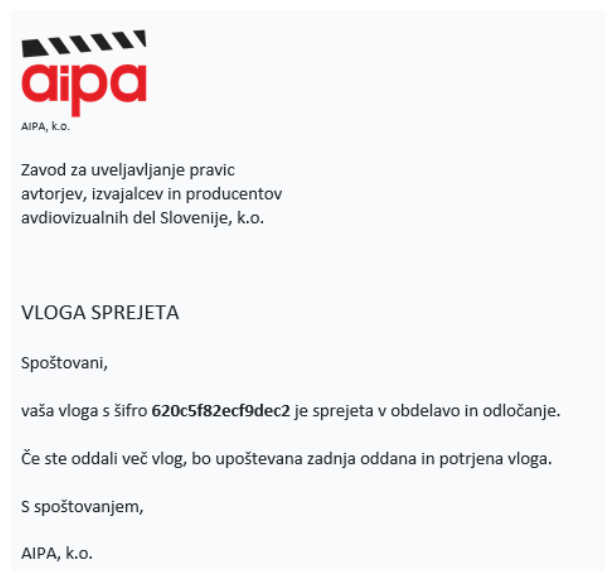 aipa
AIPA, k.o.
Zavod za uveljavljanje pravic
avtorjev, izvajalcev in producentov
avdiovizualnih del Slovenije, k.o.
VLOGA SPREJETA
Spoštovani,
vaša vloga s šifro 620c5f82ecf9dec2 je sprejeta v obdelavo in odločanje.
Če ste oddali več vlog, bo upoštevana zadnja oddana in potrjena vloga.
S spoštovanjem,
AIPA, k.o.